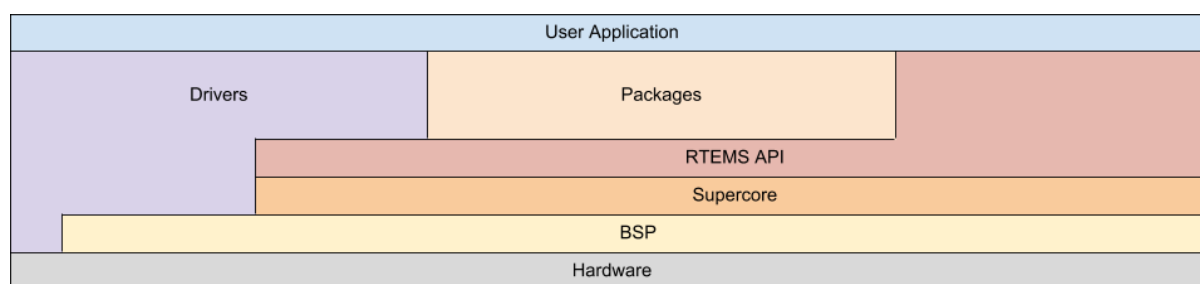 User Application
Drivers
Packages
RTEMS API
Supercore
BSP
Hardware